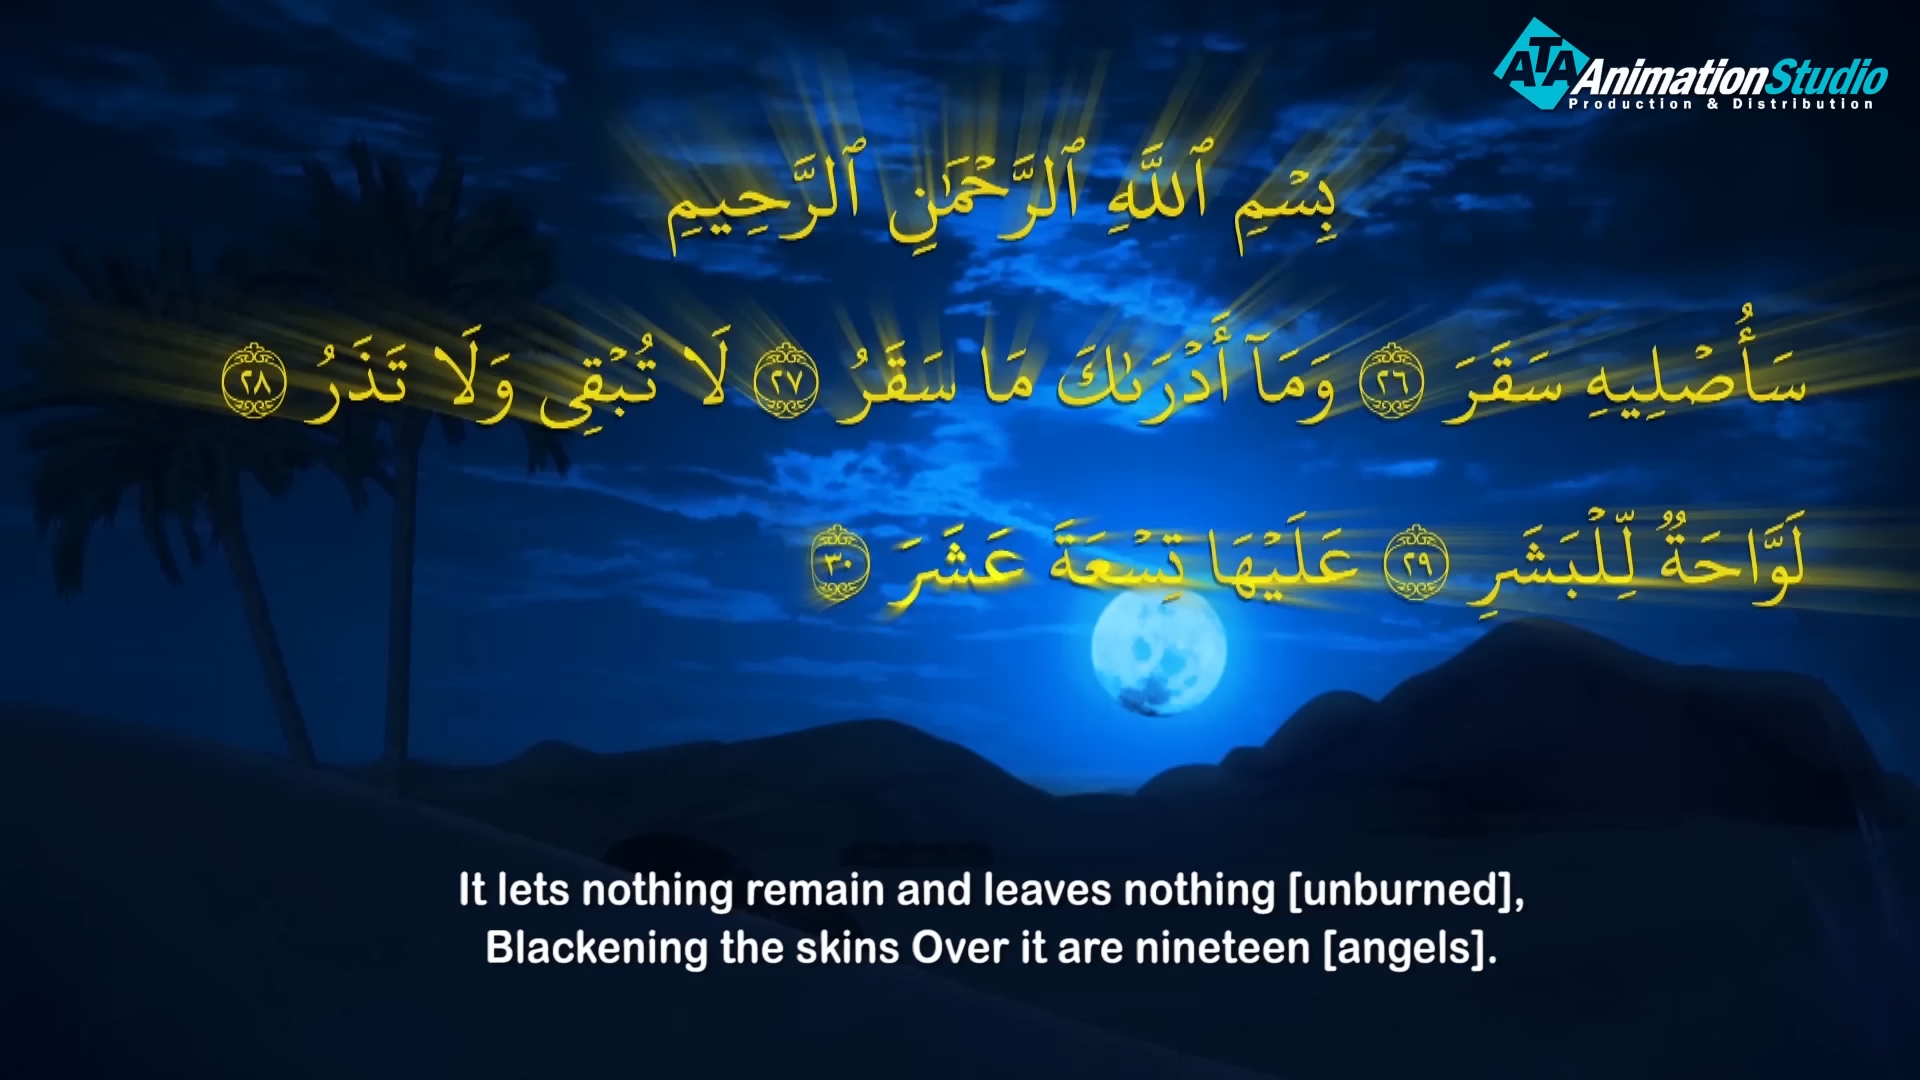 ATA AnimationStudio
Production & Distribution
بِسْمِ ٱللَّهِ ٱلرَّحْمَٰنِ ٱلرَّحِيمِ
سَأُصْلِيهِ سَقَرَ ٢٦ وَمَآ أَدْرَىٰكَ مَا سَقَرُ ٢٧ لَا تُبْقِى وَلَا تَذَرُ ٢٨
لَوَّاحَةٌ لِّلْبَشَرِ ٢٩ عَلَيْهَا تِسْعَةَ عَشَرَ ٣٠
It lets nothing remain and leaves nothing [unburned],
Blackening the skins Over it are nineteen [angels].